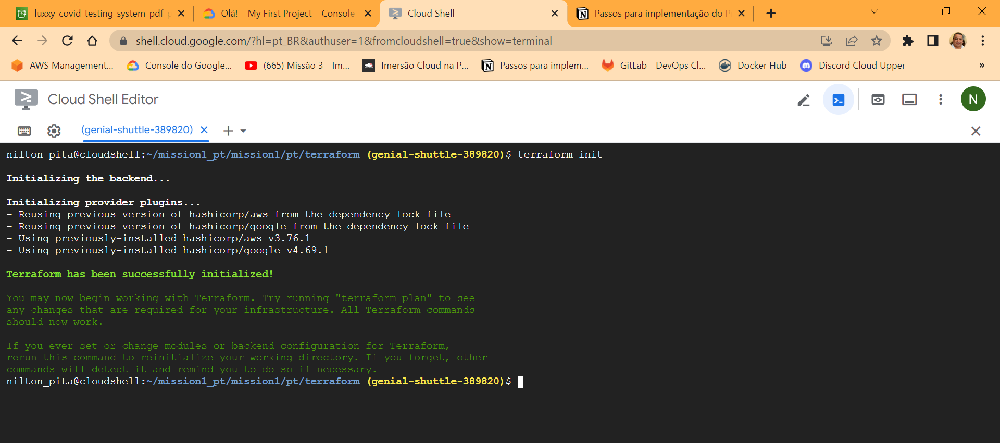 luxxy-covid-testing-system-pdf-p
Olá! – My First Project – Console
Cloud Shell
Passos para implementação do P
shell.cloud.google.com/?hl=pt_BR&authuser=1&fromcloudshell=true&show=terminal
AWS Management...
Console do Google...
(665) Missão 3 - Im...
Imersão Cloud na P...
Passos para implem...
GitLab - DevOps Cl...
Docker Hub
Discord Cloud Upper
»
Cloud Shell Editor
N
(genial-shuttle-389820)
nilton_pita@cloudshell:~/mission1_pt/mission1/pt/terraform (genial-shuttle-389820)$ terraform init
Initializing the backend...
Initializing provider plugins...
- Reusing previous version of hashicorp/aws from the dependency lock file
- Reusing previous version of hashicorp/google from the dependency lock file
- Using previously-installed hashicorp/aws v3.76.1
- Using previously-installed hashicorp/google v4.69.1
Terraform has been successfully initialized!
You may now begin working with Terraform. Try running "terraform plan" to see
any changes that are required for your infrastructure. All Terraform commands
should now work.
If you ever set or change modules or backend configuration for Terraform,
rerun this command to reinitialize your working directory. If you forget, other
commands will detect it and remind you to do so if necessary.
nilton_pita@cloudshell:~/mission1_pt/mission1/pt/terraform (genial-shuttle-389820)$